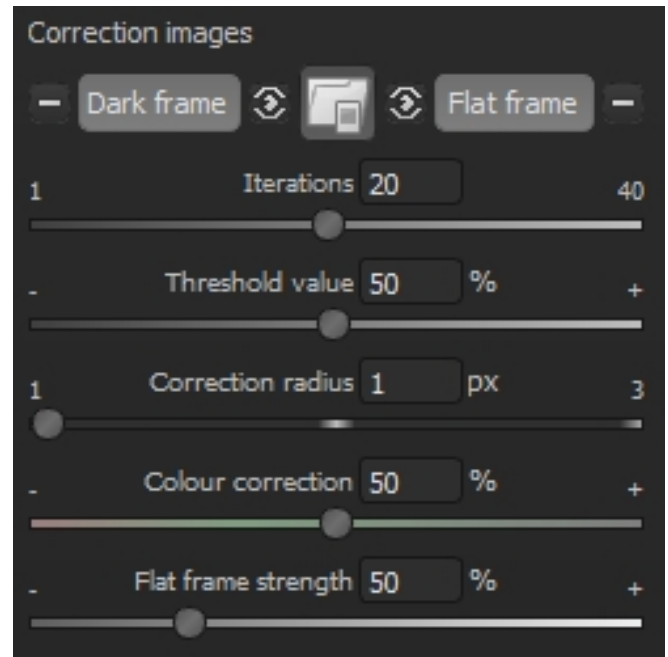 Correction images
Dark frame Flat frame
Iterations 20
1 40
Threshold value 50 %
- +
Correction radius 1 px
1 3
Colour correction 50 %
- +
Flat frame strength 50 %
- +